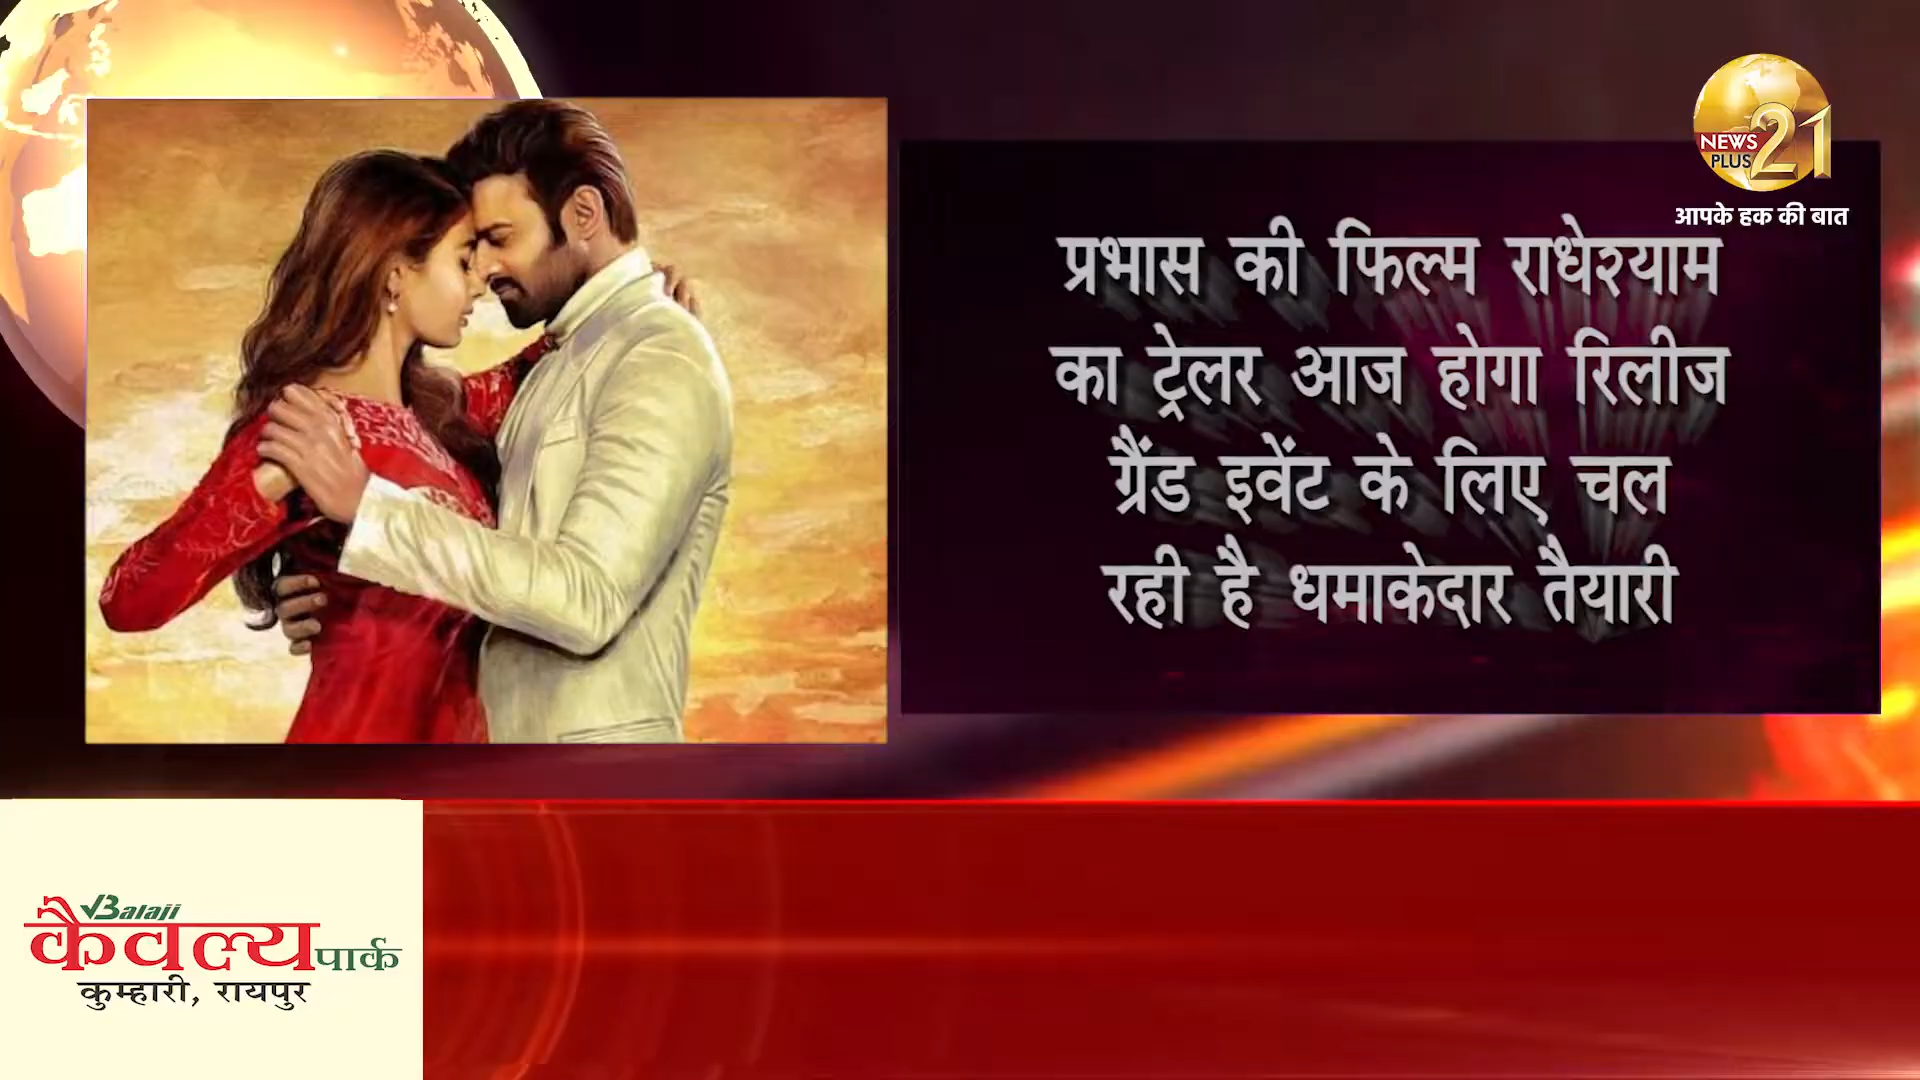 NEWS
PLUS 21
आपके हक की बात
प्रभास की फिल्म राधेश्याम
का ट्रेलर आज होगा रिलीज
ग्रैंड इवेंट के लिए चल
रही है धमाकेदार तैयारी
Balaji
कैवल्य पार्क
कुम्हारी, रायपुर